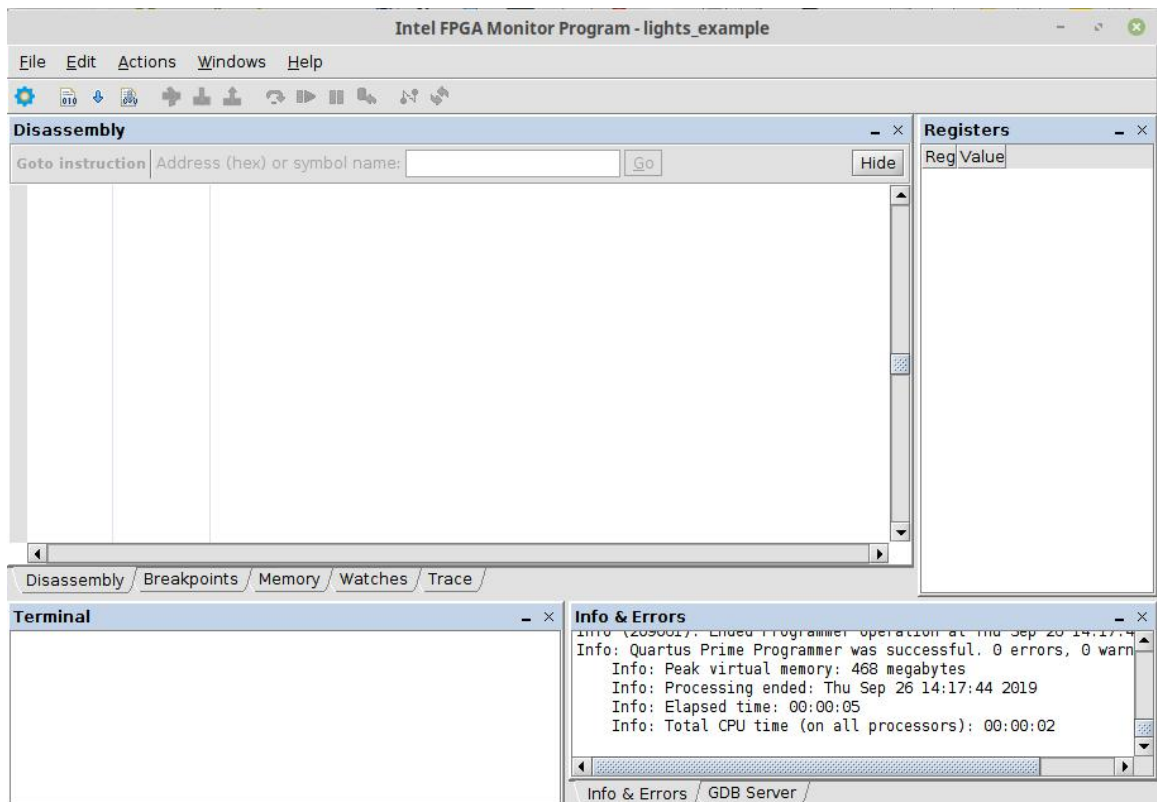 Intel FPGA Monitor Program - lights_example
File Edit Actions Windows Help
Disassembly
Goto instruction Address (hex) or symbol name: Go Hide
Registers
Reg Value
Disassembly Breakpoints Memory Watches Trace
Terminal
Info & Errors
Info: Quartus Prime Programmer was successful. 0 errors, 0 warn
Info: Peak virtual memory: 468 megabytes
Info: Processing ended: Thu Sep 26 14:17:44 2019
Info: Elapsed time: 00:00:05
Info: Total CPU time (on all processors): 00:00:02
Info & Errors GDB Server